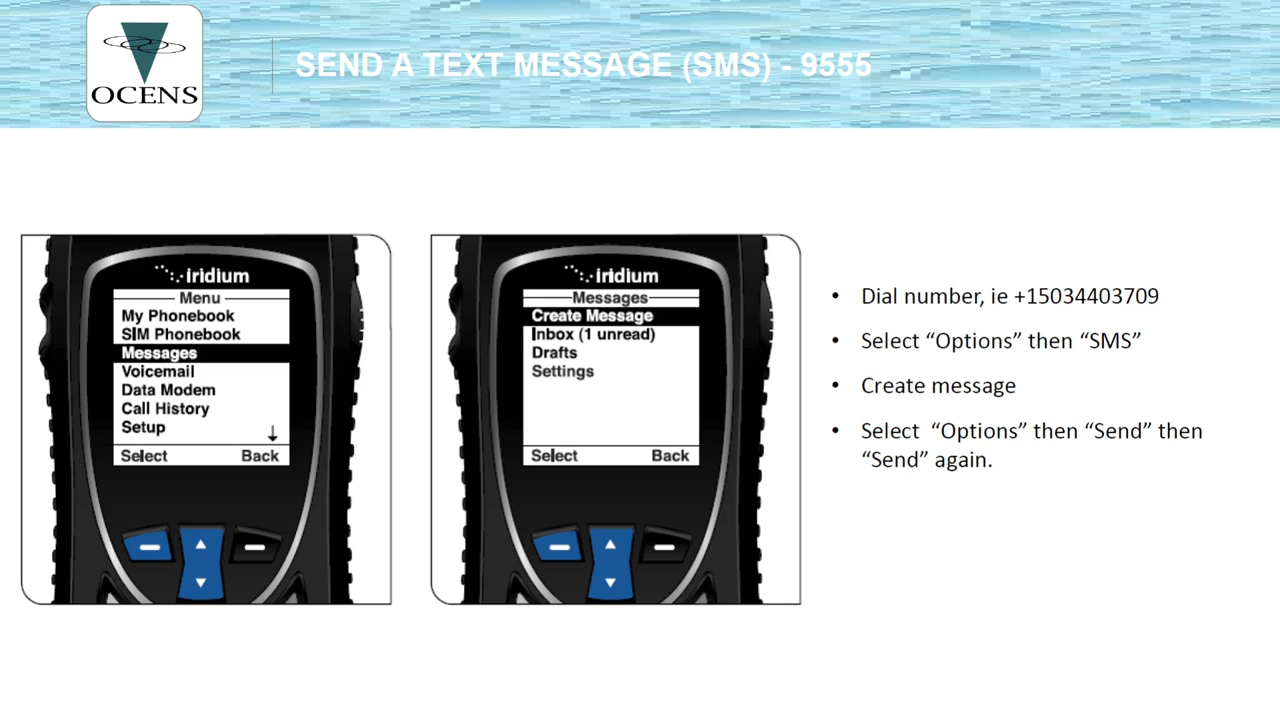 OCENS
SEND A TEXT MESSAGE (SMS) - 9555
iridium
Menu
My Phonebook
SIM Phonebook
Messages
Voicemail
Data Modem
Call History
Setup
Select Back
iridium
Messages
Create Message
Inbox (1 unread)
Drafts
Settings
Select Back
• Dial number, ie +15034403709
• Select “Options” then “SMS”
• Create message
• Select “Options” then “Send” then
“Send” again.